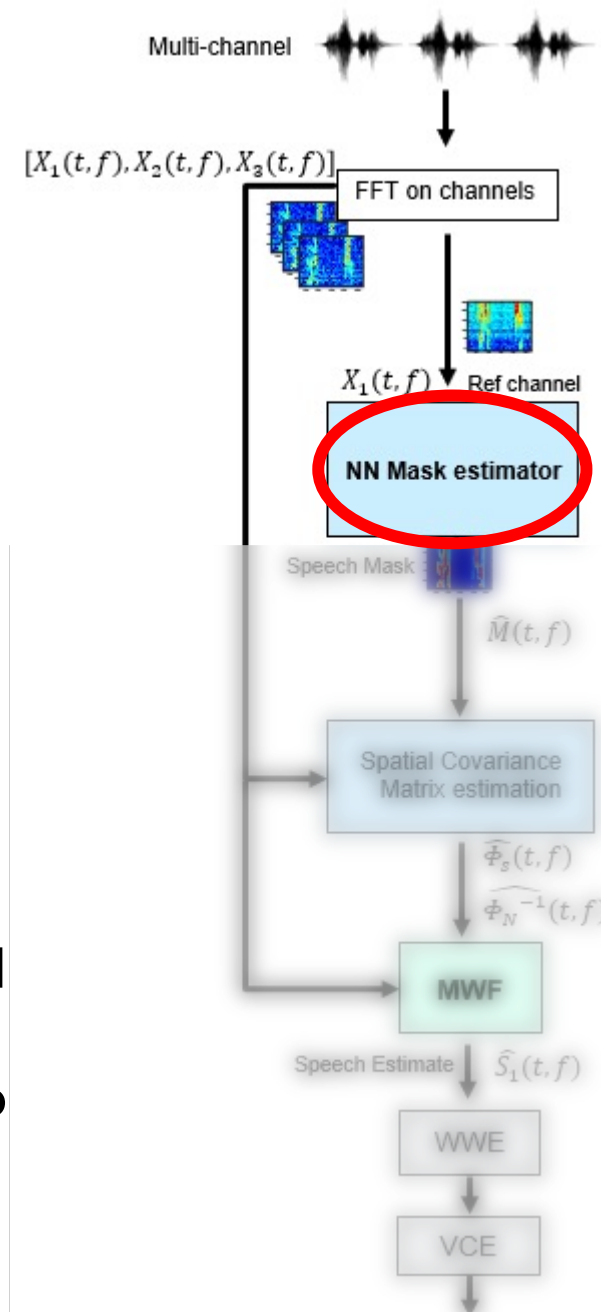 Multi-channel
[X₁(t,f), X₂(t,f), X₃(t,f)]
FFT on channels
X₁(t,f) Ref channel
NN Mask estimator
Speech Mask
M̂(t,f)
Spatial Covariance
Matrix estimation
Φ̂ₛ(t,f)
Φ̂_N⁻¹(t,f)
MWF
Speech Estimate Ŝ₁(t,f)
WWE
VCE